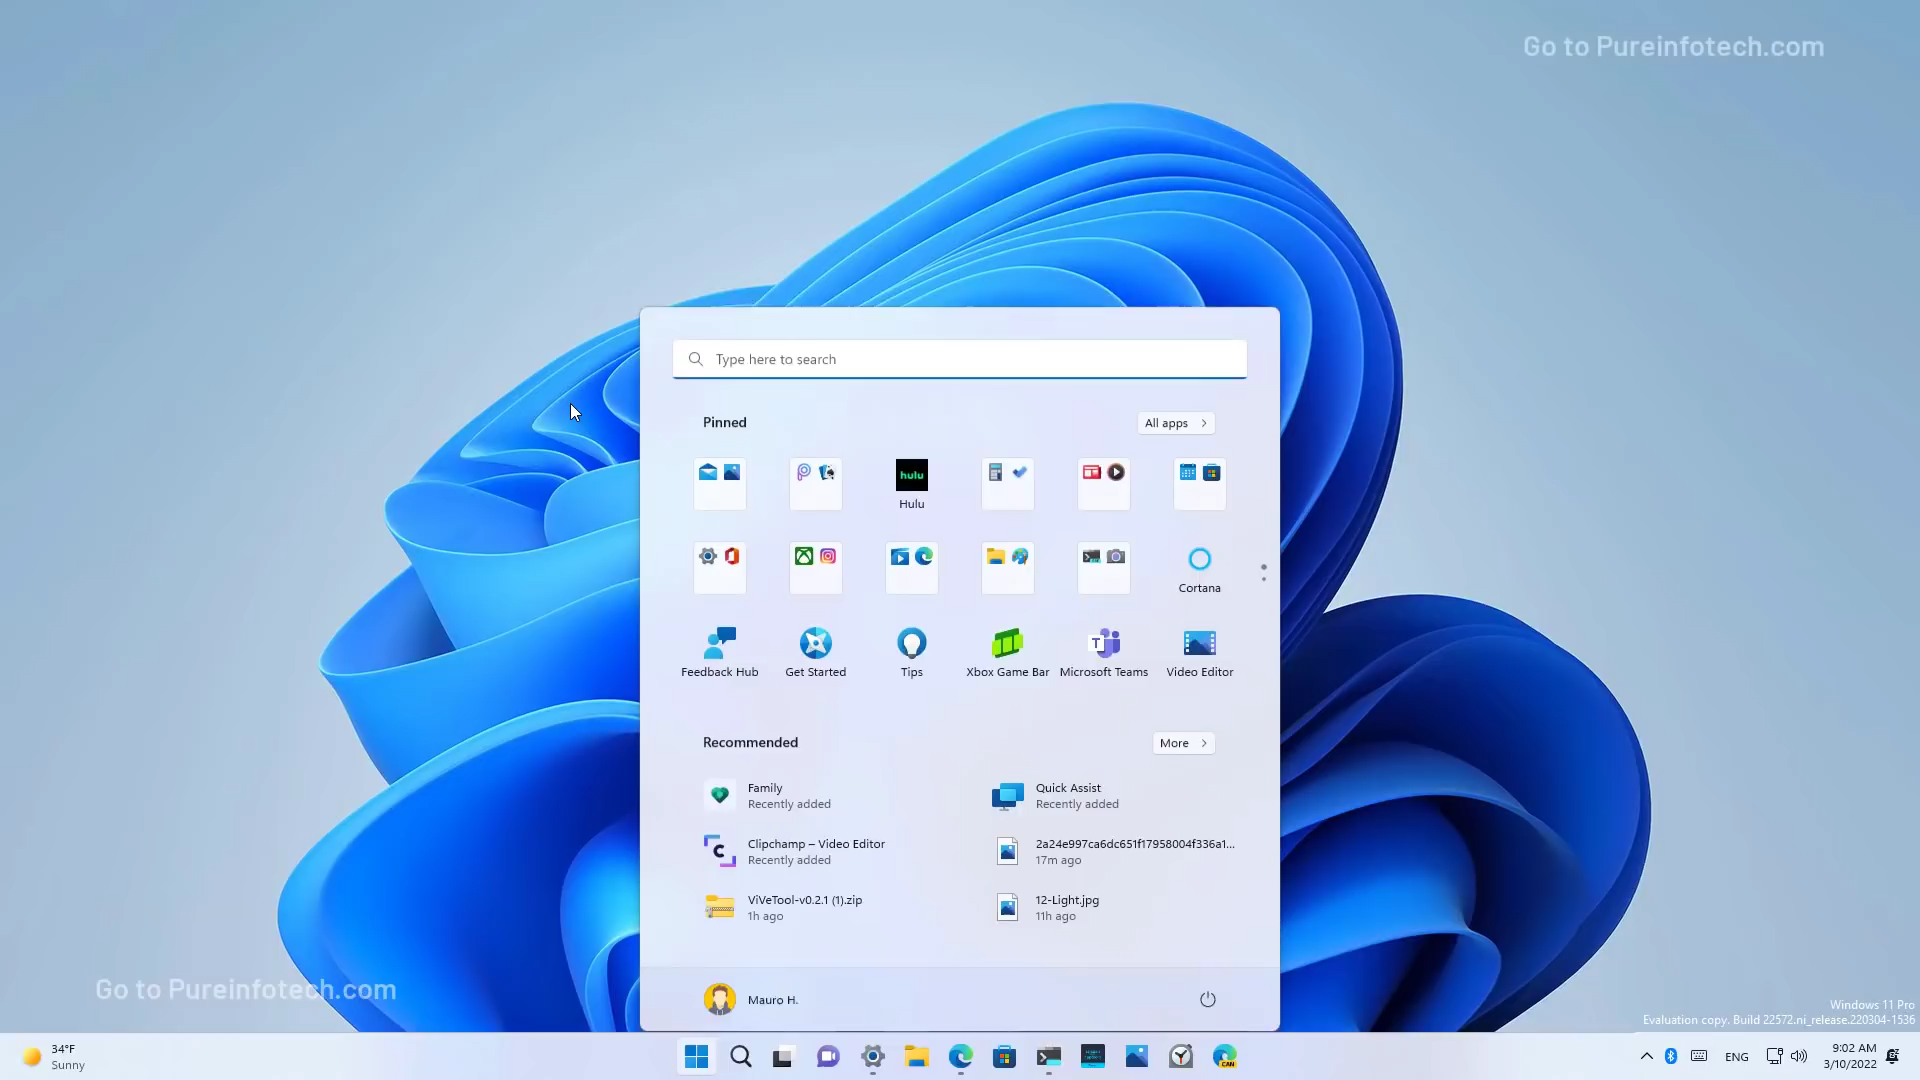 Go to Pureinfotech.com
Type here to search
Pinned
All apps
hulu
Hulu
Cortana
Feedback Hub
Get Started
Tips
Xbox Game Bar
Microsoft Teams
Video Editor
Recommended
More
Family
Recently added
Quick Assist
Recently added
Clipchamp – Video Editor
Recently added
2a24e997ca6dc651f17958004f336a1...
17m ago
ViVeTool-v0.2.1 (1).zip
1h ago
12-Light.jpg
11h ago
Go to Pureinfotech.com
Mauro H.
Windows 11 Pro
Evaluation copy. Build 22572.ni_release.220304-1536
34°F
Sunny
CAN
ENG
9:02 AM
3/10/2022